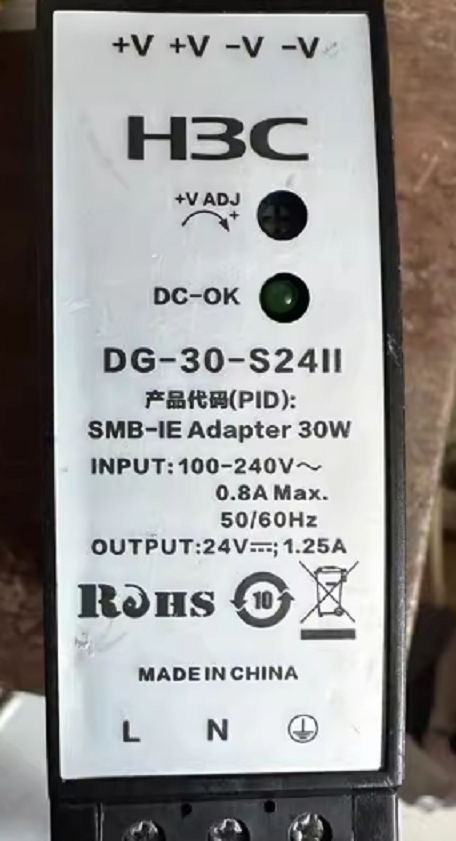 +V +V -V -V
H3C
+V ADJ
+
DC-OK
DG-30-S24II
产品代码(PID):
SMB-IE Adapter 30W
INPUT:100-240V～
0.8A Max.
50/60Hz
OUTPUT:24V⎓;1.25A
RoHS 10
MADE IN CHINA
L N